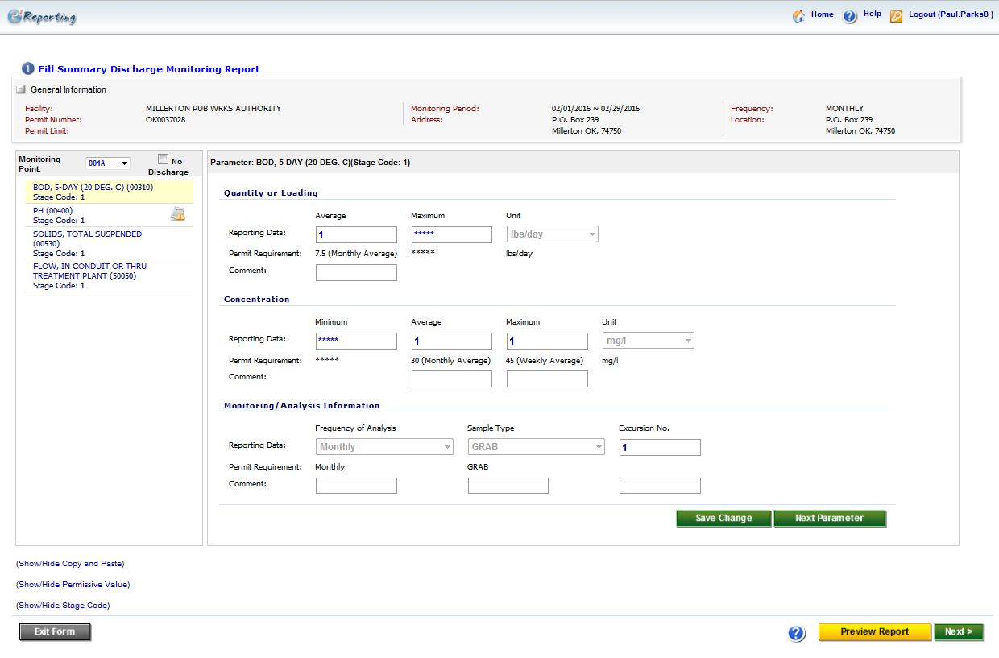 e2Reporting
Home Help Logout (Paul.Parks8 )
1 Fill Summary Discharge Monitoring Report
General Information
Facility: MILLERTON PUB WRKS AUTHORITY Monitoring Period: 02/01/2016 ~ 02/29/2016 Frequency: MONTHLY
Permit Number: OK0037028 Address: P.O. Box 239 Location: P.O. Box 239
Permit Limit: Millerton OK, 74750 Millerton OK, 74750
Monitoring Point: 001A No Discharge
BOD, 5-DAY (20 DEG. C) (00310)
Stage Code: 1
PH (00400)
Stage Code: 1
SOLIDS, TOTAL SUSPENDED
(00530)
Stage Code: 1
FLOW, IN CONDUIT OR THRU
TREATMENT PLANT (50050)
Stage Code: 1
Parameter: BOD, 5-DAY (20 DEG. C)(Stage Code: 1)
Quantity or Loading
Average Maximum Unit
Reporting Data: 1 ***** lbs/day
Permit Requirement: 7.5 (Monthly Average) ***** lbs/day
Comment:
Concentration
Minimum Average Maximum Unit
Reporting Data: ***** 1 1 mg/l
Permit Requirement: ***** 30 (Monthly Average) 45 (Weekly Average) mg/l
Comment:
Monitoring/Analysis Information
Frequency of Analysis Sample Type Excursion No.
Reporting Data: Monthly GRAB 1
Permit Requirement: Monthly GRAB
Comment:
Save Change Next Parameter
(Show/Hide Copy and Paste)
(Show/Hide Permissive Value)
(Show/Hide Stage Code)
Exit Form ? Preview Report Next >